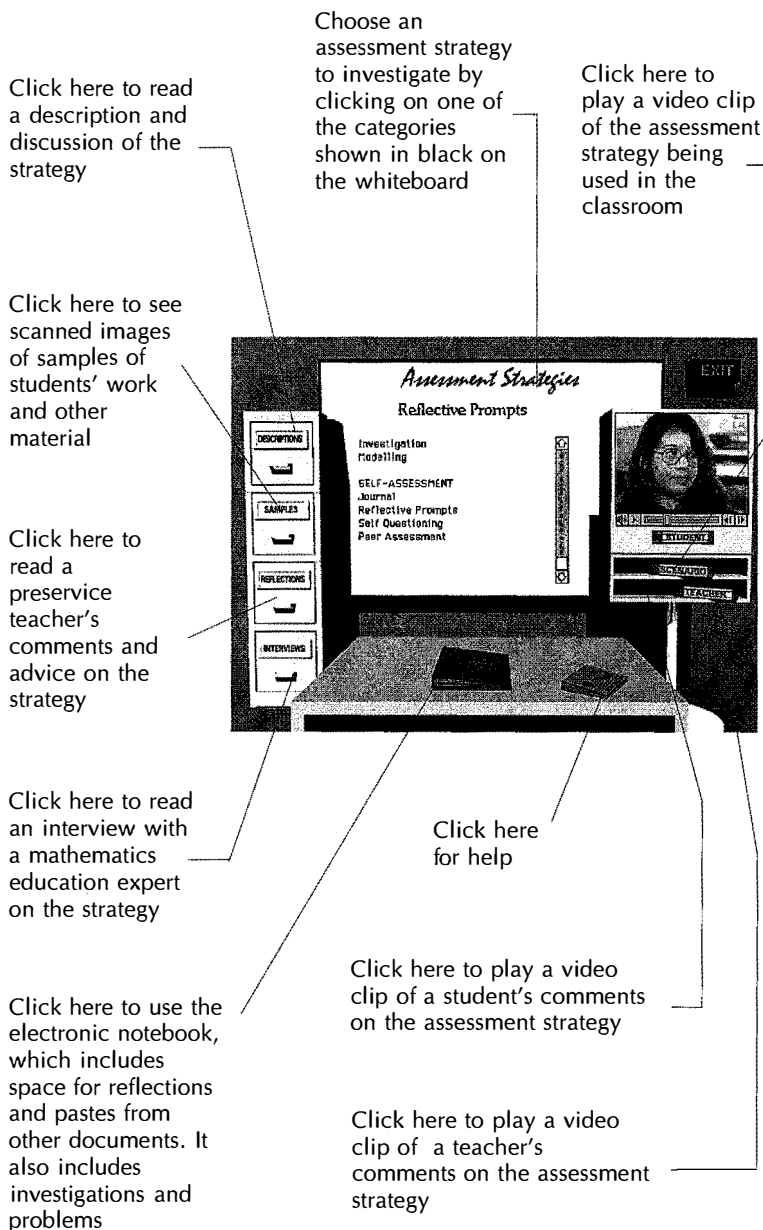 Choose an
assessment strategy
to investigate by
clicking on one of
the categories
shown in black on
the whiteboard
Click here to read
a description and
discussion of the
strategy
Click here to
play a video clip
of the assessment
strategy being
used in the
classroom
Click here to see
scanned images
of samples of
students' work
and other
material
Click here to
read a
preservice
teacher's
comments and
advice on the
strategy
Assessment Strategies
Reflective Prompts
Investigation
Modelling
SELF-ASSESSMENT
Journal
Reflective Prompts
Self Questioning
Peer Assessment
DESCRIPTIONS
SAMPLES
REFLECTIONS
INTERVIEWS
EXIT
STUDENT
SCENARIO
TEACHER
Click here to read
an interview with
a mathematics
education expert
on the strategy
Click here
for help
Click here to use the
electronic notebook,
which includes
space for reflections
and pastes from
other documents. It
also includes
investigations and
problems
Click here to play a video
clip of a student's comments
on the assessment strategy
Click here to play a video
clip of a teacher's
comments on the assessment
strategy